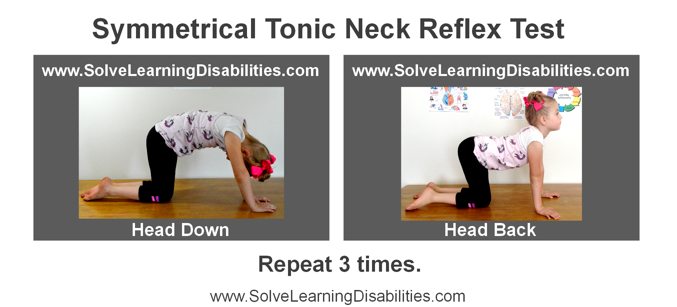 Symmetrical Tonic Neck Reflex Test
www.SolveLearningDisabilities.com
Head Down
www.SolveLearningDisabilities.com
Head Back
Repeat 3 times.
www.SolveLearningDisabilities.com